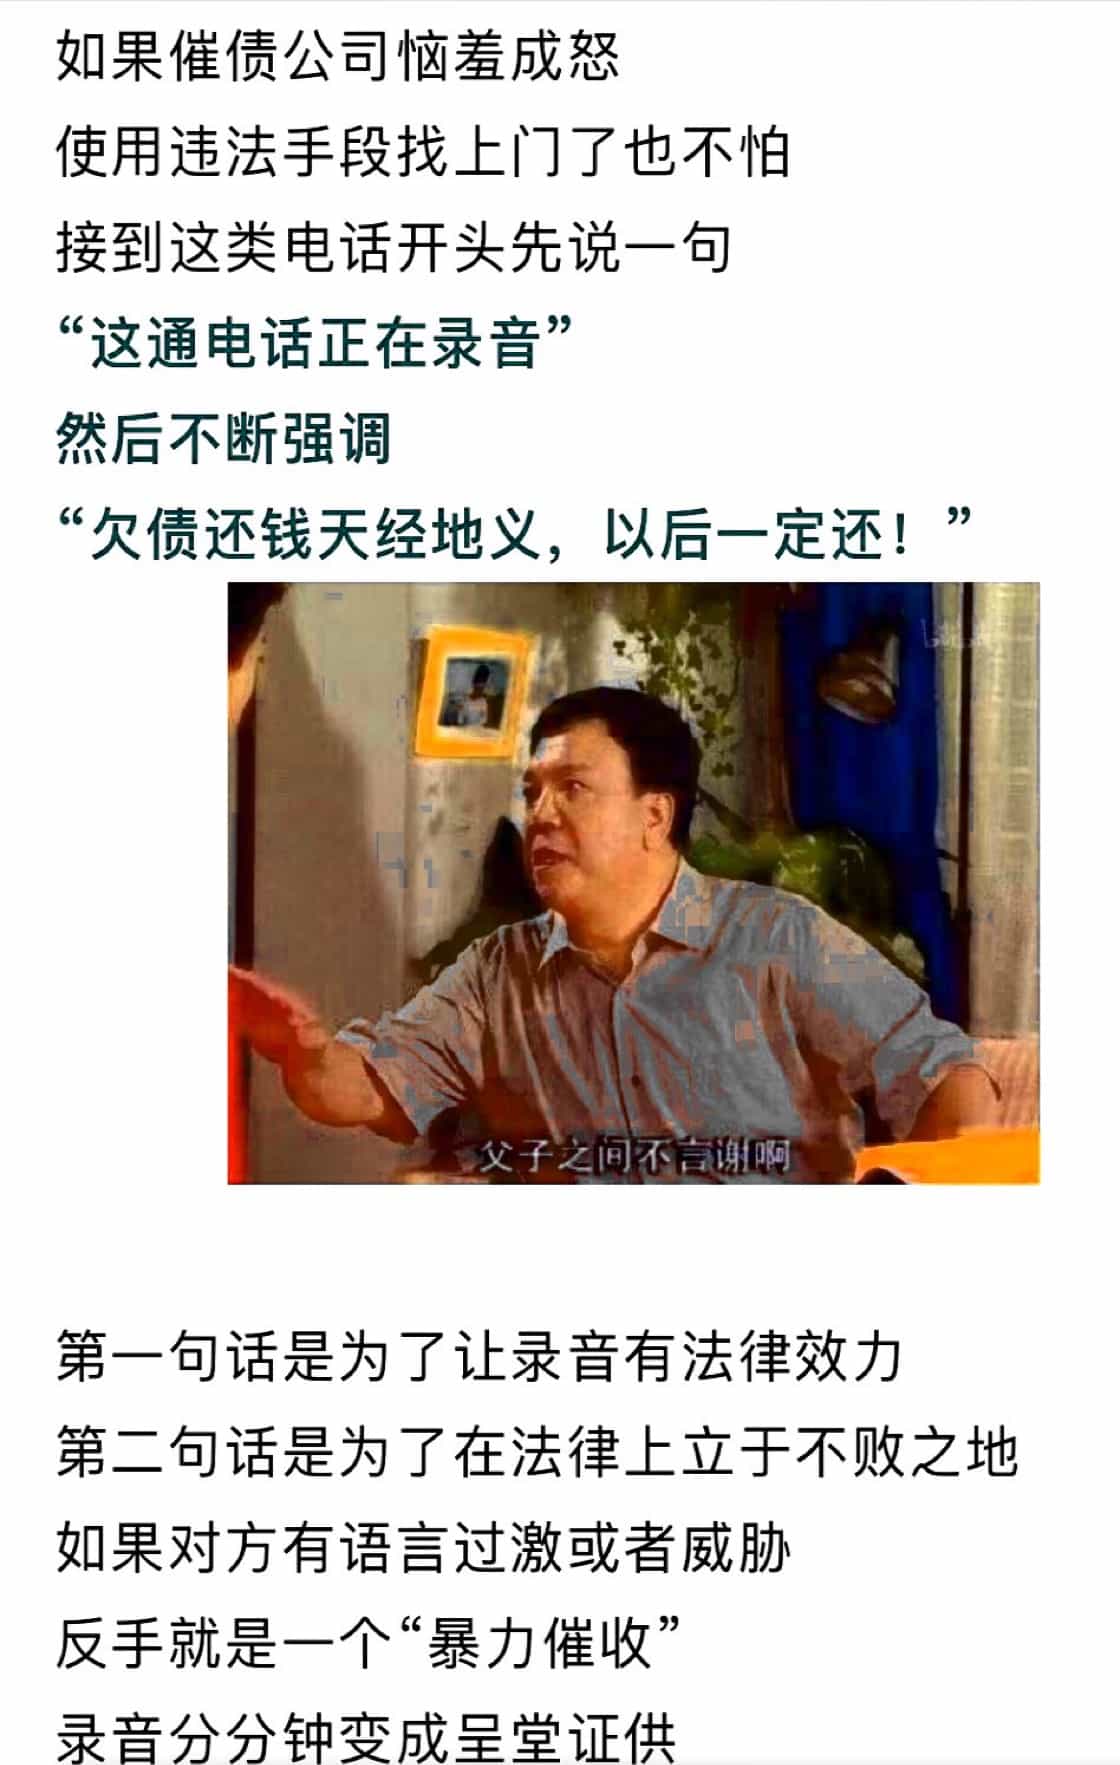 如果催债公司恼羞成怒
使用违法手段找上门了也不怕
接到这类电话开头先说一句
“这通电话正在录音”
然后不断强调
“欠债还钱天经地义，以后一定还！”
父子之间不言谢啊
第一句话是为了让录音有法律效力
第二句话是为了在法律上立于不败之地
如果对方有语言过激或者威胁
反手就是一个“暴力催收”
录音分分钟变成呈堂证供